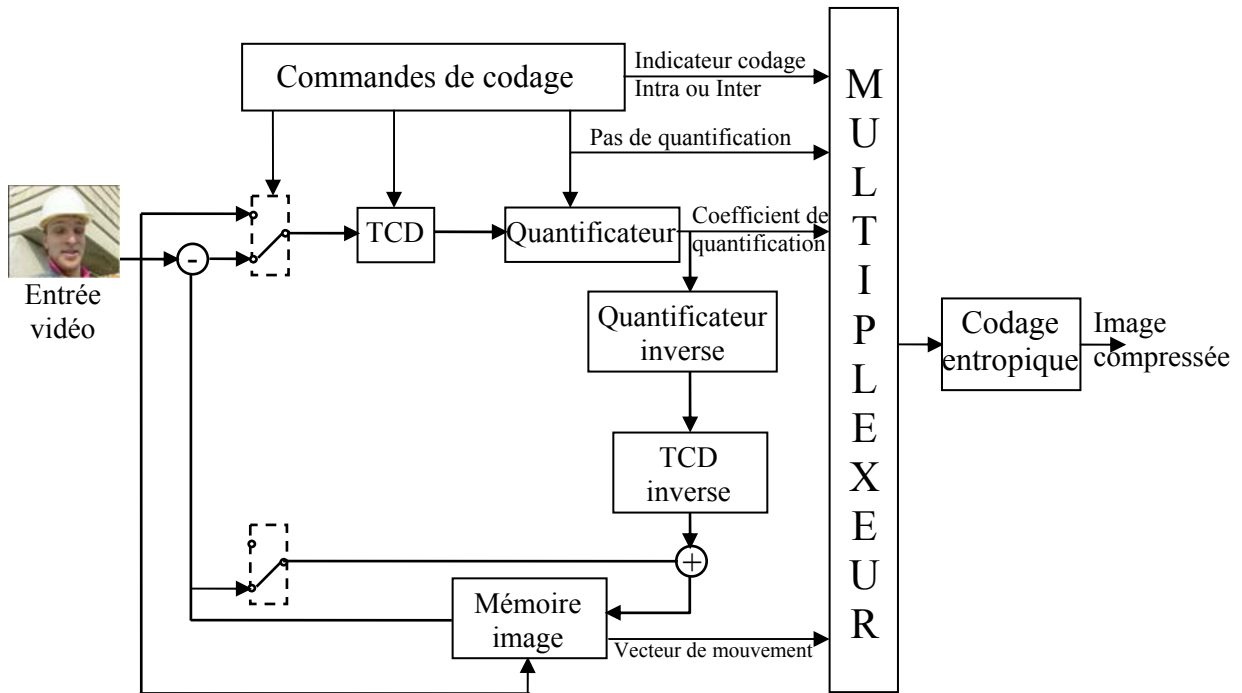 Commandes de codage
Indicateur codage
Intra ou Inter
Pas de quantification
TCD
Quantificateur
Coefficient de
quantification
-
Entrée
vidéo
Quantificateur
inverse
TCD
inverse
+
Mémoire
image
Vecteur de mouvement
M
U
L
T
I
P
L
E
X
E
U
R
Codage
entropique
Image
compressée